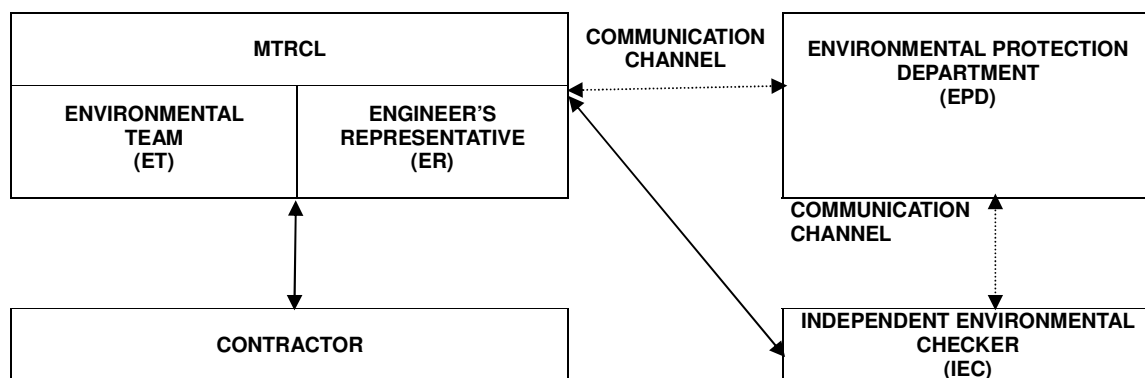 MTRCL
ENVIRONMENTAL
TEAM
(ET)
ENGINEER’S
REPRESENTATIVE
(ER)
COMMUNICATION
CHANNEL
ENVIRONMENTAL PROTECTION
DEPARTMENT
(EPD)
COMMUNICATION
CHANNEL
CONTRACTOR
INDEPENDENT ENVIRONMENTAL
CHECKER
(IEC)